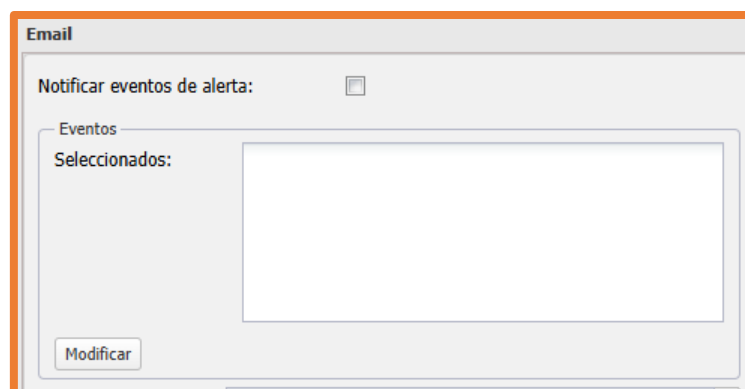 Email
Notificar eventos de alerta:
Eventos
Seleccionados:
Modificar